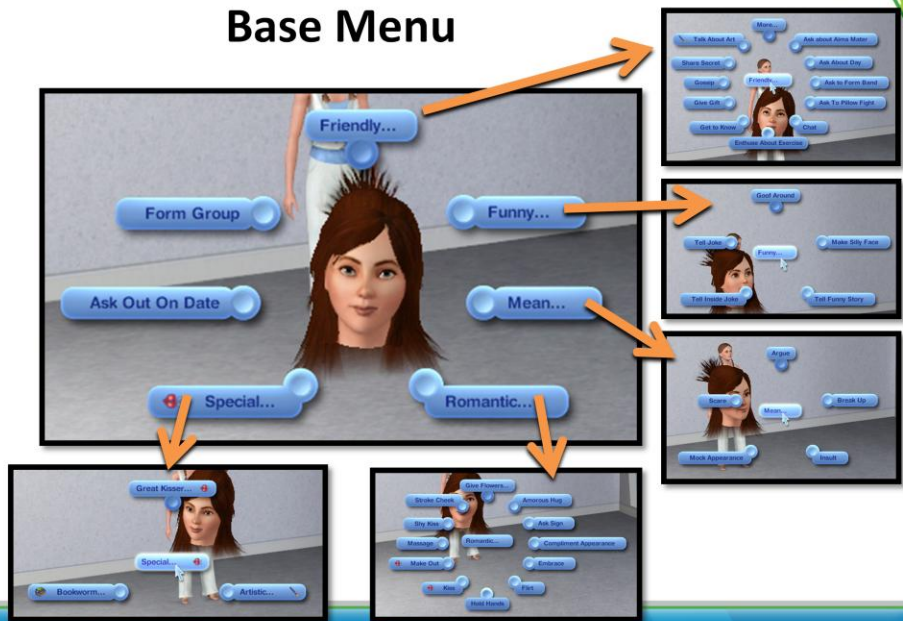 Base Menu
Friendly...
Form Group
Funny...
Ask Out On Date
Mean...
Special...
Romantic...
More...
Talk About Art
Ask about Alma Mater
Share Secret
Ask About Day
Friendly...
Gossip
Ask to Form Band
Give Gift
Ask To Pillow Fight
Get to Know
Chat
Enthuse About Exercise
Goof Around
Tell Joke
Make Silly Face
Funny...
Tell Inside Joke
Tell Funny Story
Argue
Scare
Break Up
Mean...
Mock Appearance
Insult
Great Kisser...
Special...
Bookworm...
Artistic...
Give Flowers...
Stroke Cheek
Amorous Hug
Shy Kiss
Ask Sign
Massage
Romantic...
Compliment Appearance
Make Out
Embrace
Kiss
Flirt
Hold Hands